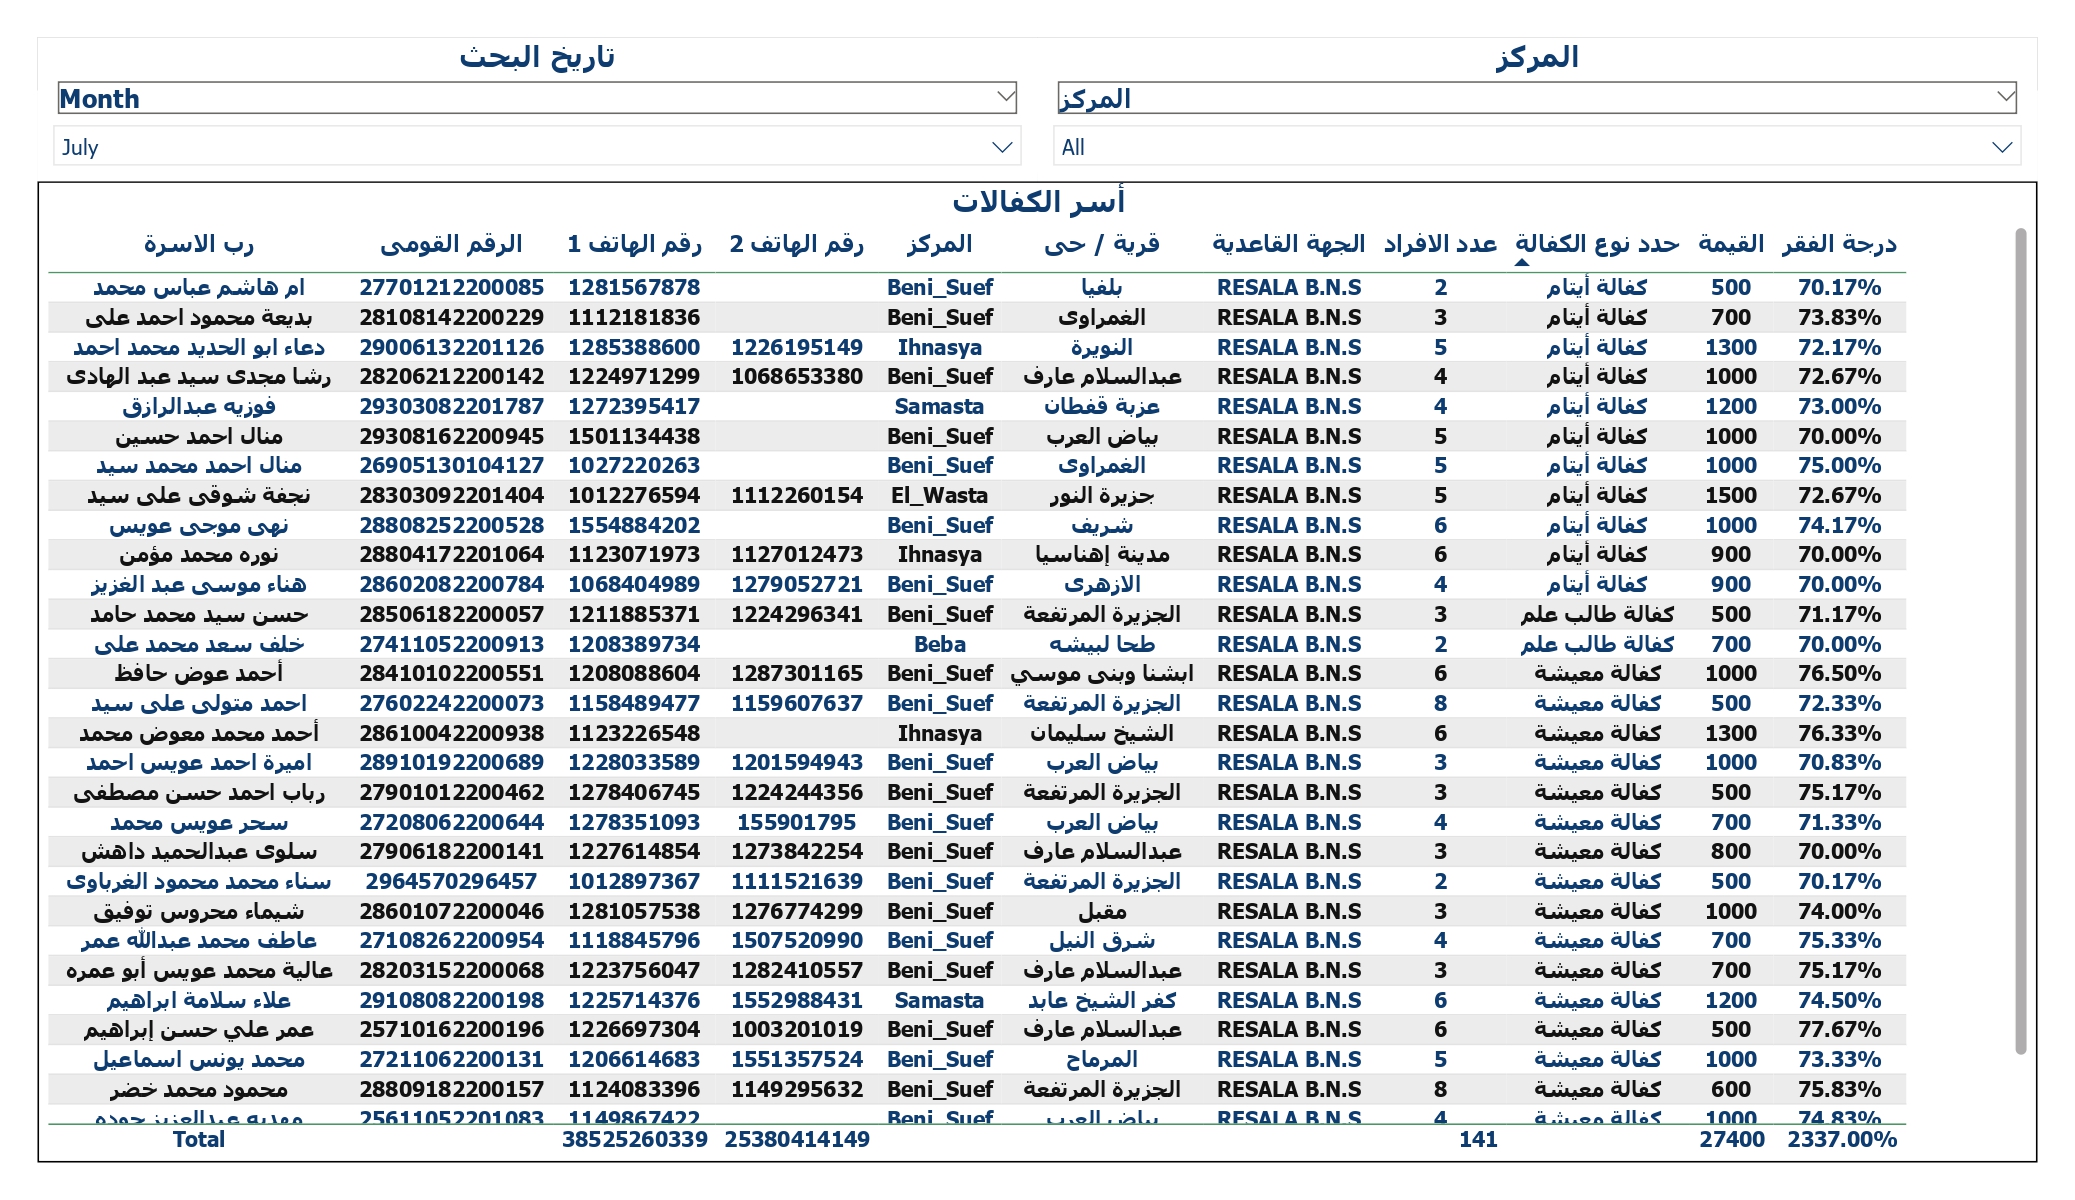 تاريخ البحث المركز
Month المركز
July All
أسر الكفالات
رب الاسرة الرقم القومى رقم الهاتف 1 رقم الهاتف 2 المركز قرية / حى الجهة القاعدية عدد الافراد حدد نوع الكفالة القيمة درجة الفقر
ام هاشم عباس محمد 27701212200085 1281567878 Beni_Suef بلفيا RESALA B.N.S 2 كفالة أيتام 500 70.17%
بديعة محمود احمد على 28108142200229 1112181836 Beni_Suef الغمراوى RESALA B.N.S 3 كفالة أيتام 700 73.83%
دعاء ابو الحديد محمد احمد 29006132201126 1285388600 1226195149 Ihnasya النويرة RESALA B.N.S 5 كفالة أيتام 1300 72.17%
رشا مجدى سيد عبد الهادى 28206212200142 1224971299 1068653380 Beni_Suef عبدالسلام عارف RESALA B.N.S 4 كفالة أيتام 1000 72.67%
فوزيه عبدالرازق 29303082201787 1272395417 Samasta عزبة قفطان RESALA B.N.S 4 كفالة أيتام 1200 73.00%
منال احمد حسين 29308162200945 1501134438 Beni_Suef بياض العرب RESALA B.N.S 5 كفالة أيتام 1000 70.00%
منال احمد محمد سيد 26905130104127 1027220263 Beni_Suef الغمراوى RESALA B.N.S 5 كفالة أيتام 1000 75.00%
نجفة شوقى على سيد 28303092201404 1012276594 1112260154 El_Wasta جزيرة النور RESALA B.N.S 5 كفالة أيتام 1500 72.67%
نهى موجى عويس 28808252200528 1554884202 Beni_Suef شريف RESALA B.N.S 6 كفالة أيتام 1000 74.17%
نوره محمد مؤمن 28804172201064 1123071973 1127012473 Ihnasya مدينة إهناسيا RESALA B.N.S 6 كفالة أيتام 900 70.00%
هناء موسى عبد الغزيز 28602082200784 1068404989 1279052721 Beni_Suef الازهرى RESALA B.N.S 4 كفالة أيتام 900 70.00%
حسن سيد محمد حامد 28506182200057 1211885371 1224296341 Beni_Suef الجزيرة المرتفعة RESALA B.N.S 3 كفالة طالب علم 500 71.17%
خلف سعد محمد على 27411052200913 1208389734 Beba طحا لبيشه RESALA B.N.S 2 كفالة طالب علم 700 70.00%
أحمد عوض حافظ 28410102200551 1208088604 1287301165 Beni_Suef ابشنا وبنى موسي RESALA B.N.S 6 كفالة معيشة 1000 76.50%
احمد متولى على سيد 27602242200073 1158489477 1159607637 Beni_Suef الجزيرة المرتفعة RESALA B.N.S 8 كفالة معيشة 500 72.33%
أحمد محمد معوض محمد 28610042200938 1123226548 Ihnasya الشيخ سليمان RESALA B.N.S 6 كفالة معيشة 1300 76.33%
اميرة احمد عويس احمد 28910192200689 1228033589 1201594943 Beni_Suef بياض العرب RESALA B.N.S 3 كفالة معيشة 1000 70.83%
رباب احمد حسن مصطفى 27901012200462 1278406745 1224244356 Beni_Suef الجزيرة المرتفعة RESALA B.N.S 3 كفالة معيشة 500 75.17%
سحر عويس محمد 27208062200644 1278351093 155901795 Beni_Suef بياض العرب RESALA B.N.S 4 كفالة معيشة 700 71.33%
سلوى عبدالحميد داهش 27906182200141 1227614854 1273842254 Beni_Suef عبدالسلام عارف RESALA B.N.S 3 كفالة معيشة 800 70.00%
سناء محمد محمود الغرباوى 2964570296457 1012897367 1111521639 Beni_Suef الجزيرة المرتفعة RESALA B.N.S 2 كفالة معيشة 500 70.17%
شيماء محروس توفيق 28601072200046 1281057538 1276774299 Beni_Suef مقبل RESALA B.N.S 3 كفالة معيشة 1000 74.00%
عاطف محمد عبدالله عمر 27108262200954 1118845796 1507520990 Beni_Suef شرق النيل RESALA B.N.S 4 كفالة معيشة 700 75.33%
عالية محمد عويس أبو عمره 28203152200068 1223756047 1282410557 Beni_Suef عبدالسلام عارف RESALA B.N.S 3 كفالة معيشة 700 75.17%
علاء سلامة ابراهيم 29108082200198 1225714376 1552988431 Samasta كفر الشيخ عابد RESALA B.N.S 6 كفالة معيشة 1200 74.50%
عمر علي حسن إبراهيم 25710162200196 1226697304 1003201019 Beni_Suef عبدالسلام عارف RESALA B.N.S 6 كفالة معيشة 500 77.67%
محمد يونس اسماعيل 27211062200131 1206614683 1551357524 Beni_Suef المرماح RESALA B.N.S 5 كفالة معيشة 1000 73.33%
محمود محمد خضر 28809182200157 1124083396 1149295632 Beni_Suef الجزيرة المرتفعة RESALA B.N.S 8 كفالة معيشة 600 75.83%
مهديه عبدالعزيز جوده 25611052201083 1149867422 Beni_Suef بياض العرب RESALA B.N.S 4 كفالة معيشة 1000 74.83%
Total 38525260339 25380414149 141 27400 2337.00%